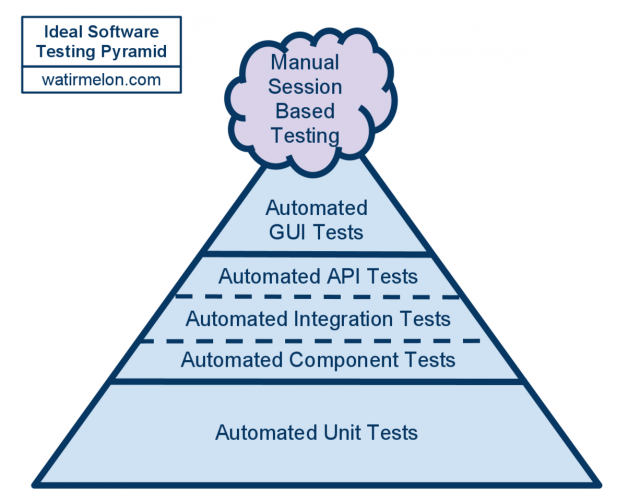 Ideal Software
Testing Pyramid
watirmelon.com
Manual
Session
Based
Testing
Automated
GUI Tests
Automated API Tests
Automated Integration Tests
Automated Component Tests
Automated Unit Tests